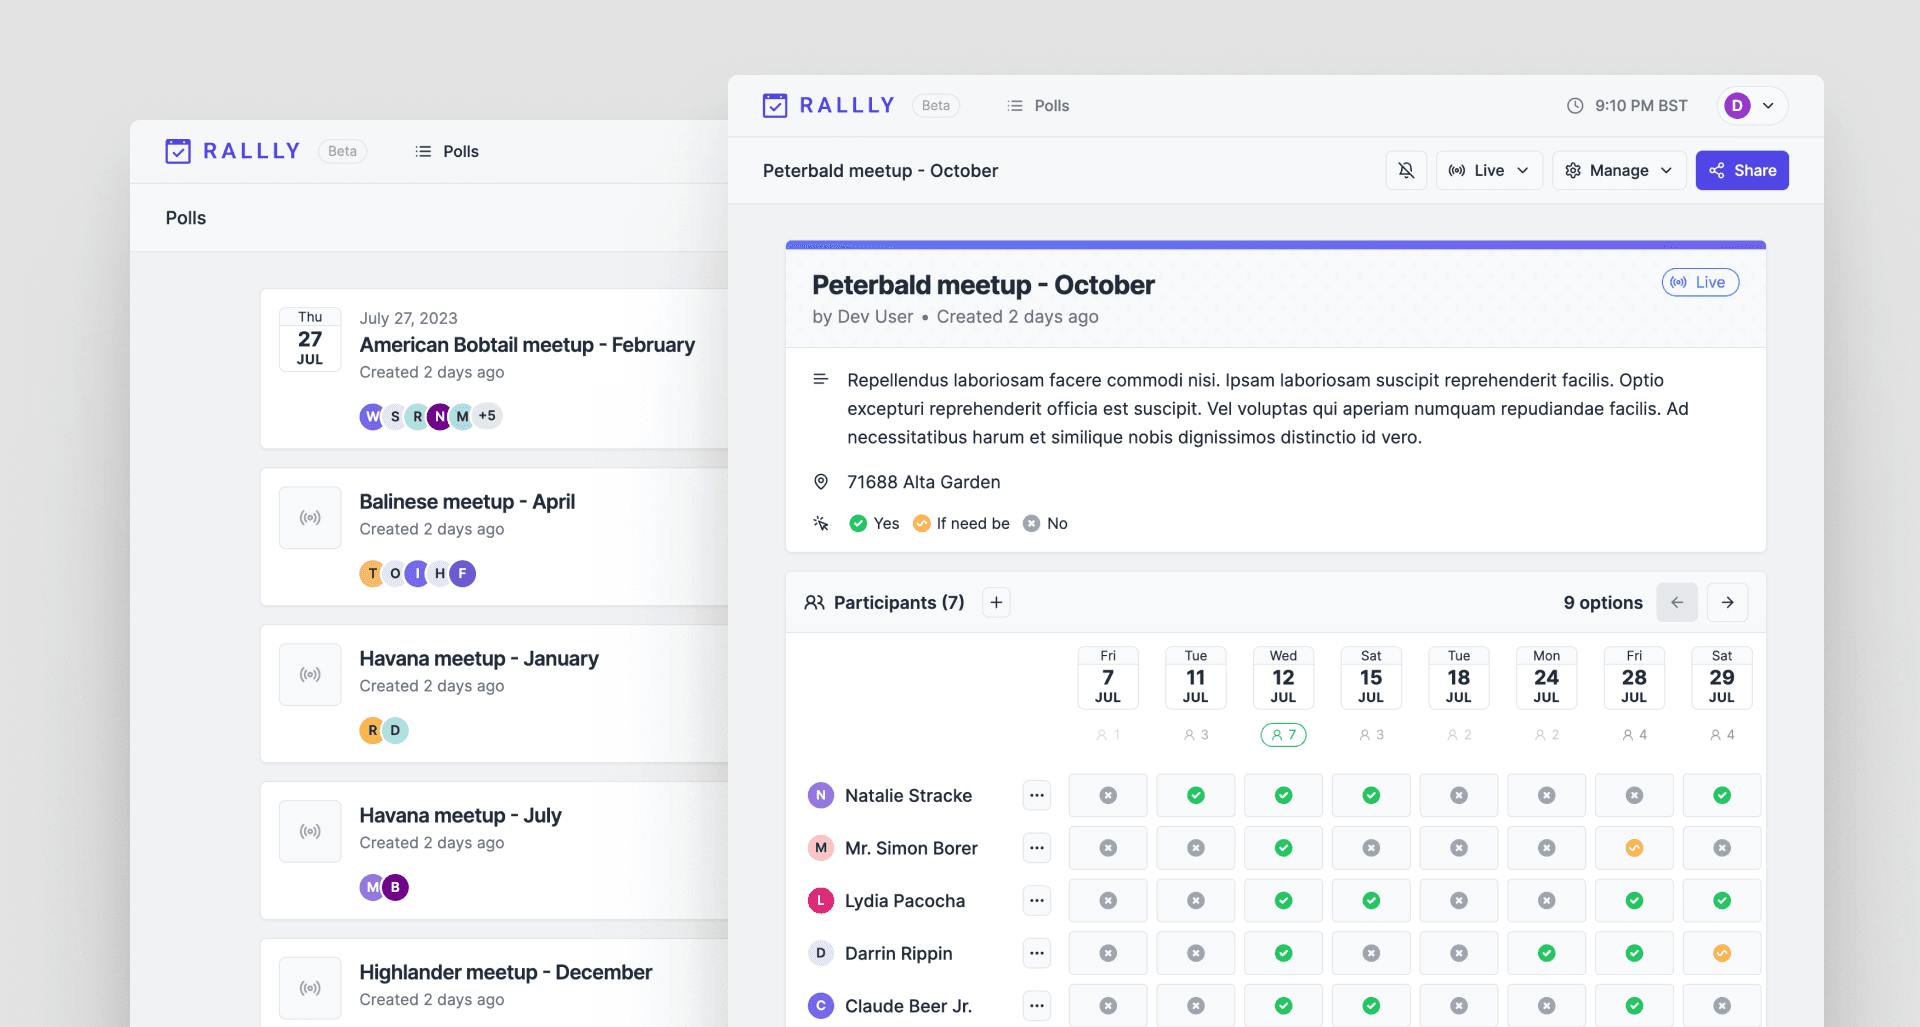 RALLLY Beta Polls
Polls
Thu
27
JUL
July 27, 2023
American Bobtail meetup - February
Created 2 days ago
W S R N M +5
Balinese meetup - April
Created 2 days ago
T O I H F
Havana meetup - January
Created 2 days ago
R D
Havana meetup - July
Created 2 days ago
M B
Highlander meetup - December
Created 2 days ago
RALLLY Beta Polls 9:10 PM BST D
Peterbald meetup - October Live Manage Share
Peterbald meetup - October Live
by Dev User • Created 2 days ago
Repellendus laboriosam facere commodi nisi. Ipsam laboriosam suscipit reprehenderit facilis. Optio
excepturi reprehenderit officia est suscipit. Vel voluptas qui aperiam numquam repudiandae facilis. Ad
necessitatibus harum et similique nobis dignissimos distinctio id vero.
71688 Alta Garden
Yes If need be No
Participants (7) + 9 options
Fri Tue Wed Sat Tue Mon Fri Sat
7 11 12 15 18 24 28 29
JUL JUL JUL JUL JUL JUL JUL JUL
1 3 7 3 2 2 4 4
N Natalie Stracke
M Mr. Simon Borer
L Lydia Pacocha
D Darrin Rippin
C Claude Beer Jr.